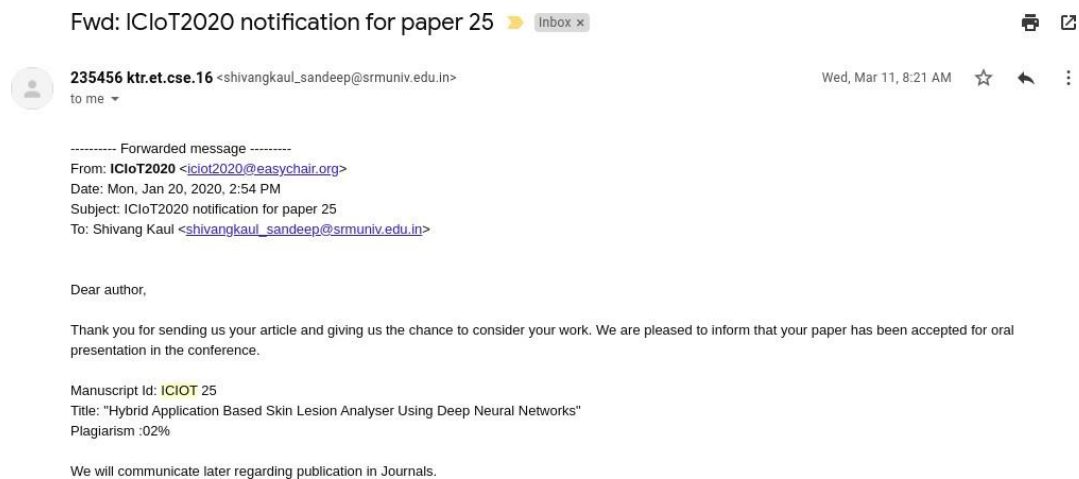 Fwd: ICIoT2020 notification for paper 25 Inbox ×
235456 ktr.et.cse.16 <shivangkaul_sandeep@srmuniv.edu.in> Wed, Mar 11, 8:21 AM
to me
---------- Forwarded message ---------
From: ICIoT2020 <iciot2020@easychair.org>
Date: Mon, Jan 20, 2020, 2:54 PM
Subject: ICIoT2020 notification for paper 25
To: Shivang Kaul <shivangkaul_sandeep@srmuniv.edu.in>
Dear author,
Thank you for sending us your article and giving us the chance to consider your work. We are pleased to inform that your paper has been accepted for oral
presentation in the conference.
Manuscript Id: ICIOT 25
Title: "Hybrid Application Based Skin Lesion Analyser Using Deep Neural Networks"
Plagiarism :02%
We will communicate later regarding publication in Journals.